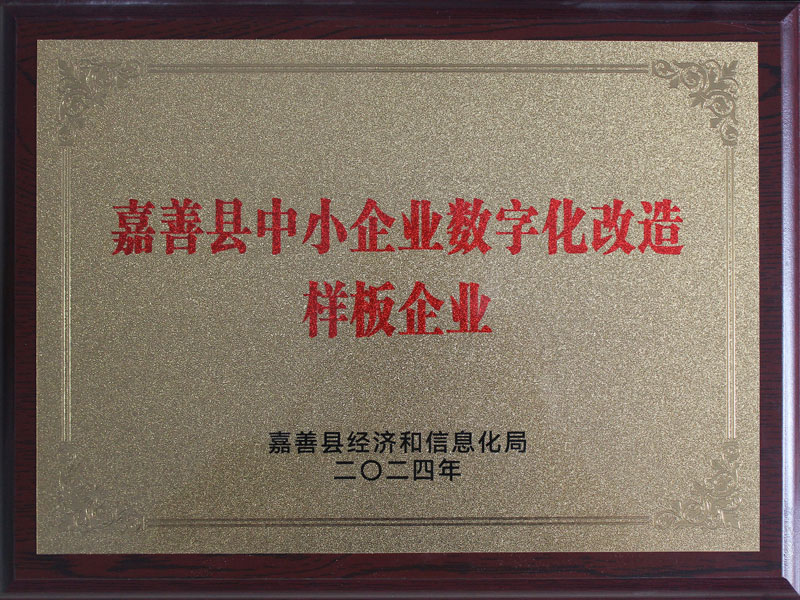 嘉善县中小企业数字化改造
样板企业
嘉善县经济和信息化局
二〇二四年